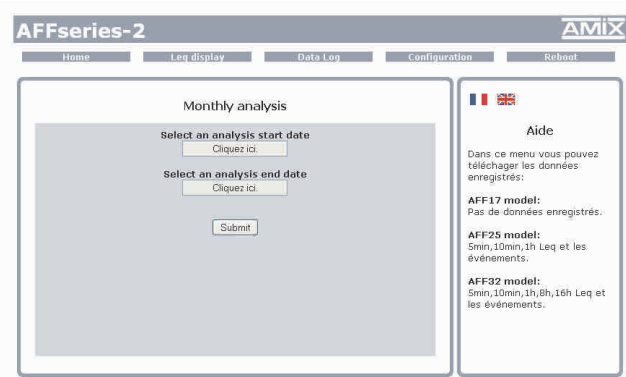 AFFseries-2
AMIX
Home Leq display Data Log Configuration Reboot
Monthly analysis
Select an analysis start date
Cliquez ici.
Select an analysis end date
Cliquez ici.
Submit
Aide
Dans ce menu vous pouvez
téléchager les données
enregistrés:
AFF17 model:
Pas de données enregistrés.
AFF25 model:
5min,10min,1h Leq et les
événements.
AFF32 model:
5min,10min,1h,8h,16h Leq et
les événements.